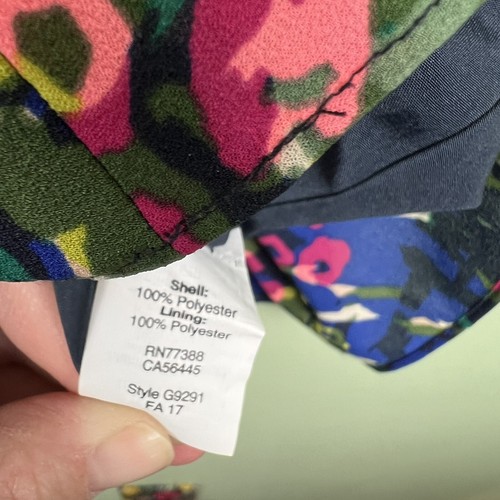 Shell:
100% Polyester
Lining:
100% Polyester
RN77388
CA56445
Style G9291
FA 17